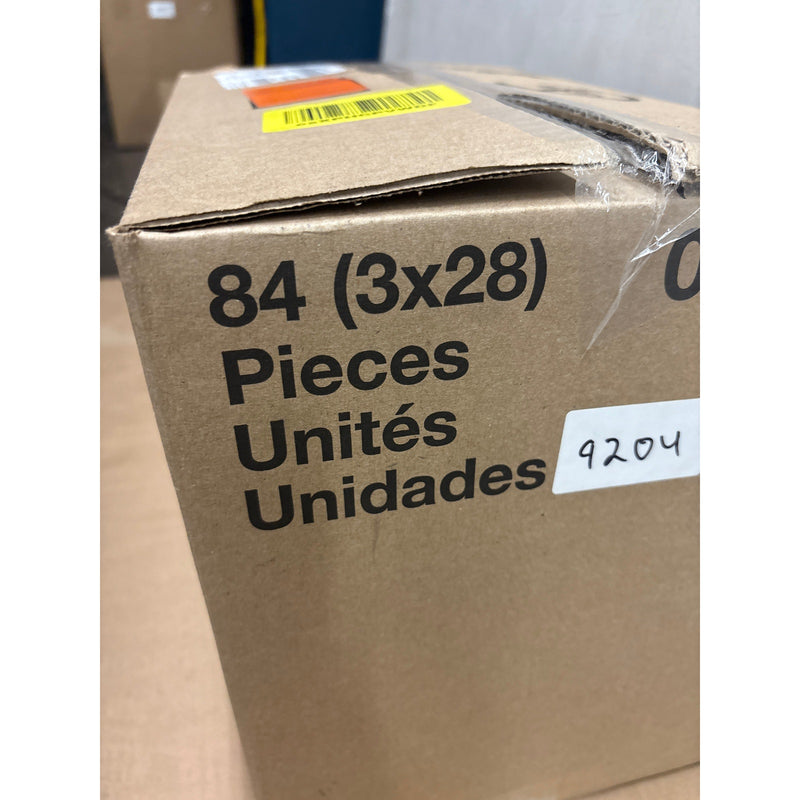 84 (3x28)
Pieces
Unités
Unidades
9204